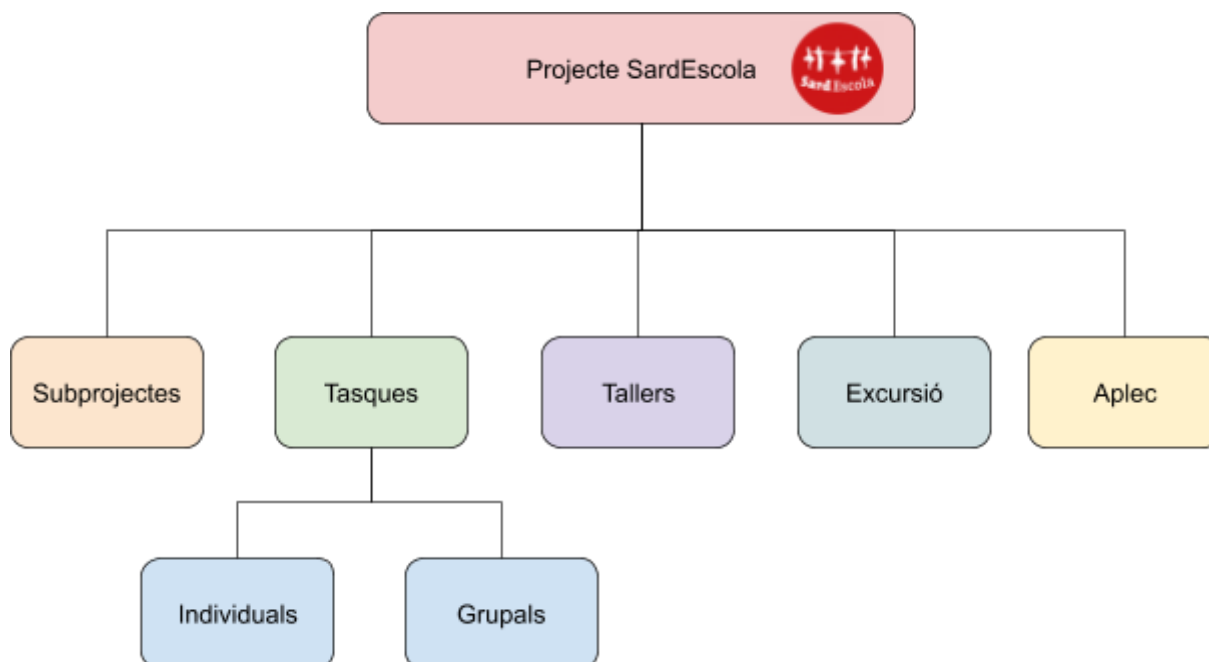 Projecte SardEscola
SardEscola
Subprojectes
Tasques
Tallers
Excursió
Aplec
Individuals
Grupals